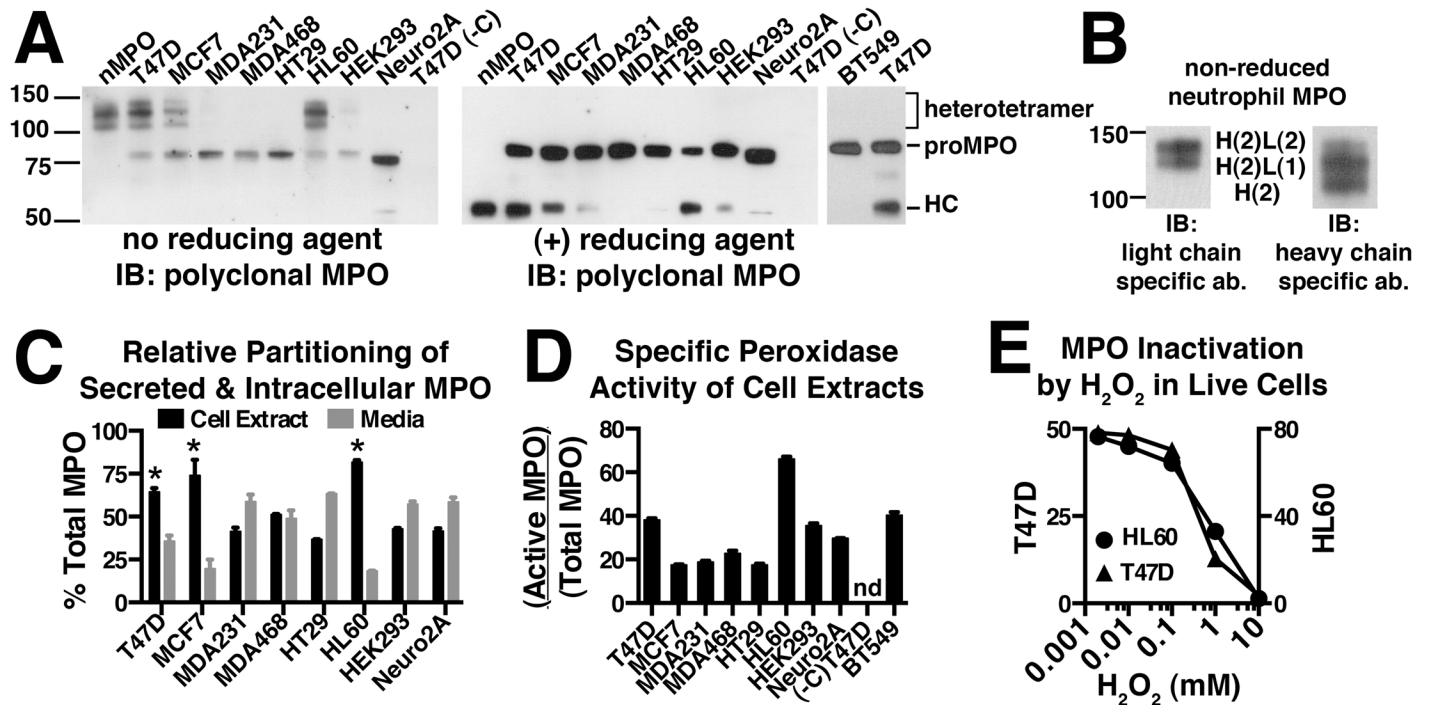 A
nMPO
T47D
MCF7
MDA231
MDA468
HT29
HL60
HEK293
Neuro2A
T47D (-C)
150
100
75
50
no reducing agent
IB: polyclonal MPO
nMPO
T47D
MCF7
MDA231
MDA468
HT29
HL60
HEK293
Neuro2A
T47D (-C)
BT549
T47D
heterotetramer
proMPO
HC
(+) reducing agent
IB: polyclonal MPO
B
non-reduced
neutrophil MPO
150
100
H(2)L(2)
H(2)L(1)
H(2)
IB:
light chain
specific ab.
IB:
heavy chain
specific ab.
C
Relative Partitioning of
Secreted & Intracellular MPO
Cell Extract
Media
% Total MPO
100
75
50
25
0
*
*
*
T47D
MCF7
MDA231
MDA468
HT29
HL60
HEK293
Neuro2A
D
Specific Peroxidase
Activity of Cell Extracts
(Active MPO)
(Total MPO)
80
60
40
20
0
nd
T47D
MCF7
MDA231
MDA468
HT29
HL60
HEK293
Neuro2A
(-C) T47D
BT549
E
MPO Inactivation
by H₂O₂ in Live Cells
T47D
50
25
0
HL60
T47D
80
40
0
HL60
0.001
0.01
0.1
1
10
H₂O₂ (mM)